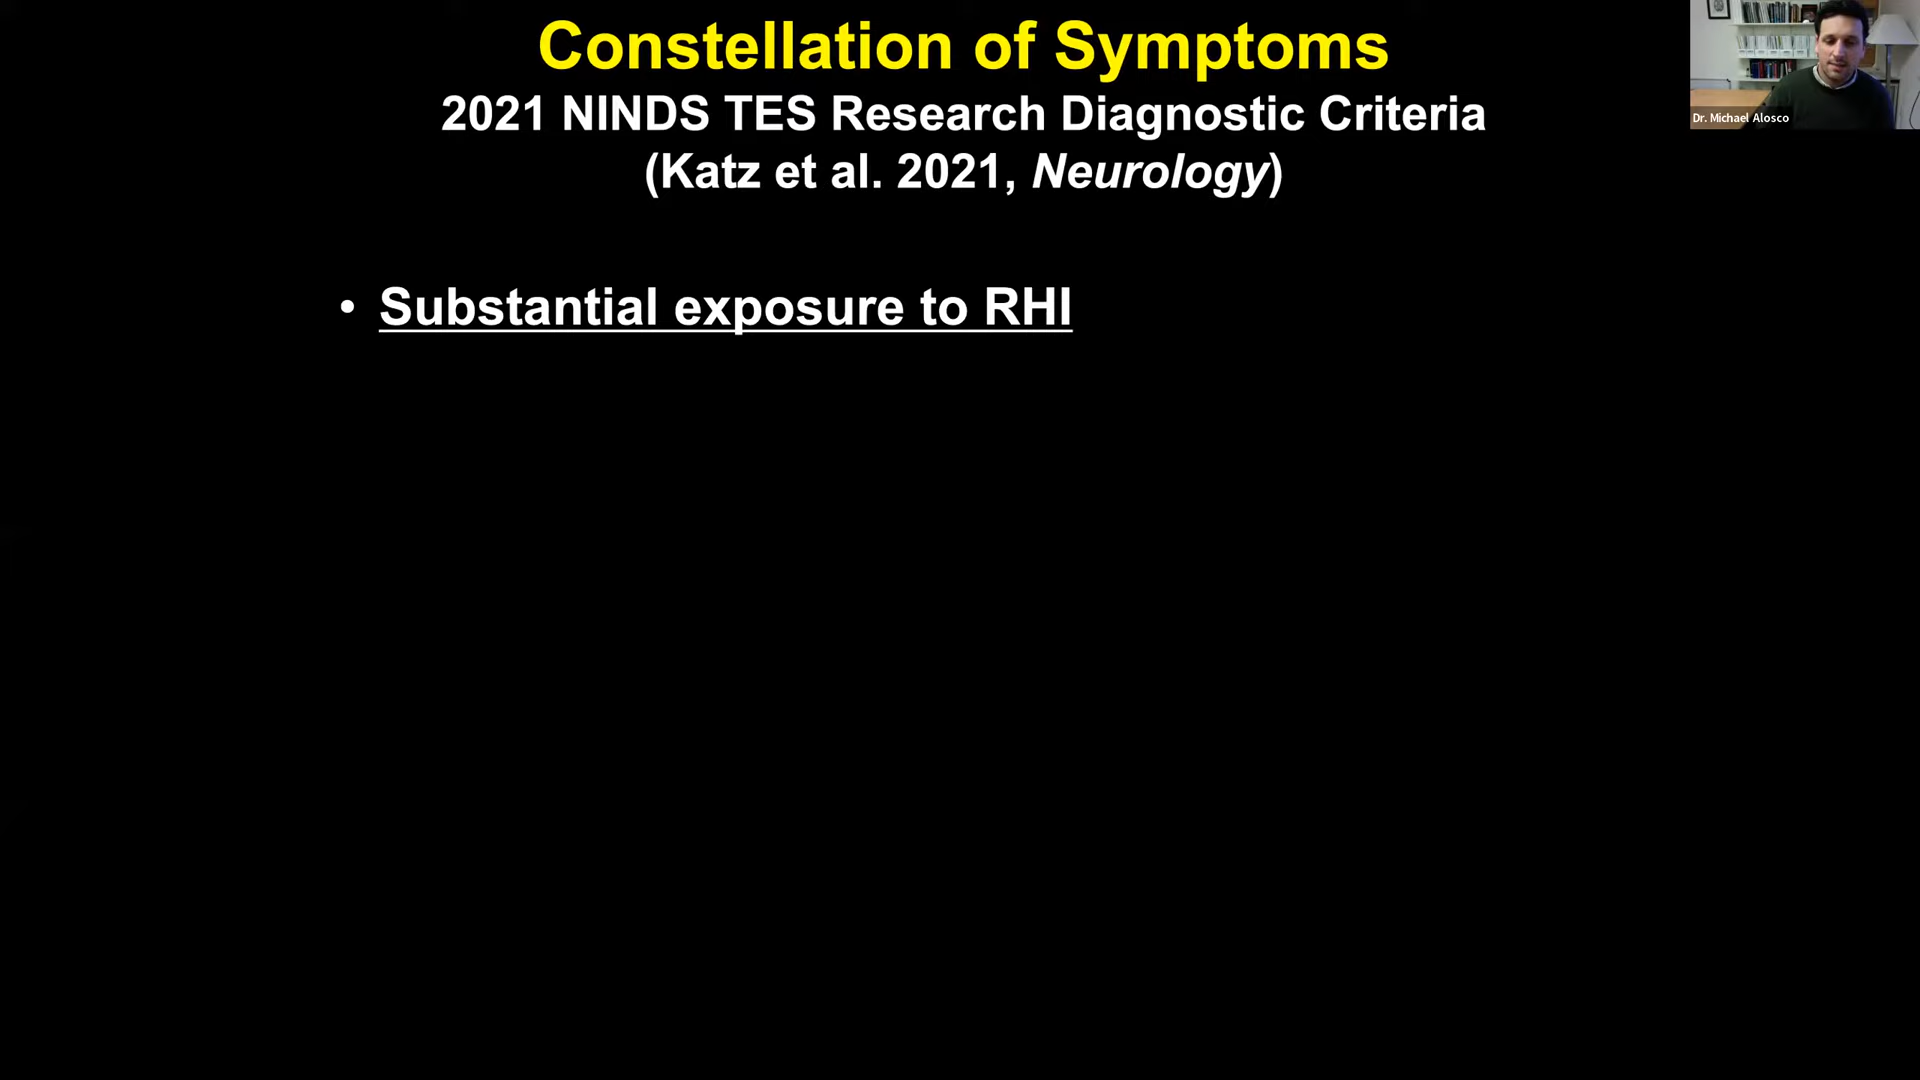 Constellation of Symptoms
2021 NINDS TES Research Diagnostic Criteria
(Katz et al. 2021, Neurology)
• Substantial exposure to RHI
Dr. Michael Alosco